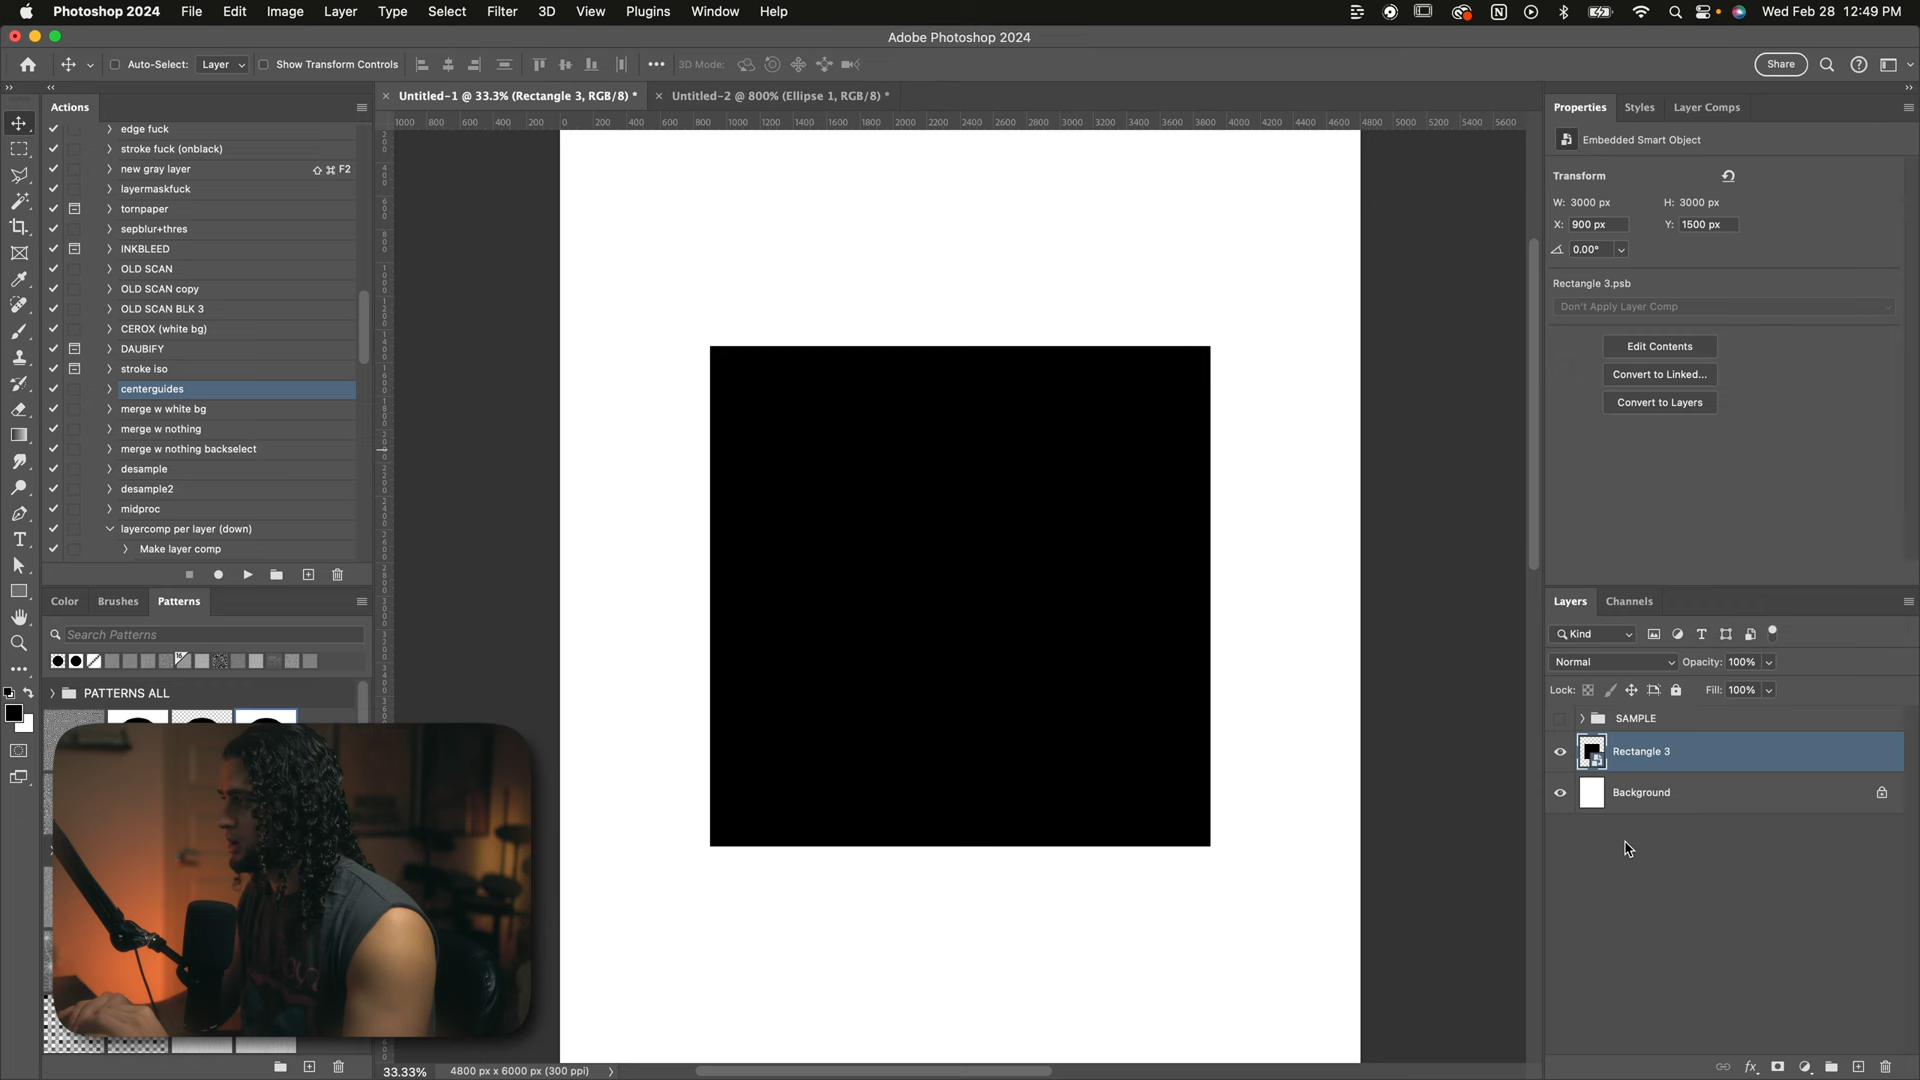 Photoshop 2024 File Edit Image Layer Type Select Filter 3D View Plugins Window Help Wed Feb 28 12:49 PM
Adobe Photoshop 2024
Auto-Select: Layer Show Transform Controls 3D Mode: Share
Untitled-1 @ 33.3% (Rectangle 3, RGB/8) * Untitled-2 @ 800% (Ellipse 1, RGB/8) *
Actions
edge fuck
stroke fuck (onblack)
new gray layer F2
layermaskfuck
tornpaper
sepblur+thres
INKBLEED
OLD SCAN
OLD SCAN copy
OLD SCAN BLK 3
CEROX (white bg)
DAUBIFY
stroke iso
centerguides
merge w white bg
merge w nothing
merge w nothing backselect
desample
desample2
midproc
layercomp per layer (down)
Make layer comp
Color Brushes Patterns
Search Patterns
PATTERNS ALL
1000 800 600 400 200 0 200 400 600 800 1000 1200 1400 1600 1800 2000 2200 2400 2600 2800 3000 3200 3400 3600 3800 4000 4200 4400 4600 4800 5000 5200 5400 5600
33.33% 4800 px x 6000 px (300 ppi)
Properties Styles Layer Comps
Embedded Smart Object
Transform
W: 3000 px H: 3000 px
X: 900 px Y: 1500 px
0.00°
Rectangle 3.psb
Don't Apply Layer Comp
Edit Contents
Convert to Linked...
Convert to Layers
Layers Channels
Kind
Normal Opacity: 100%
Lock: Fill: 100%
SAMPLE
Rectangle 3
Background